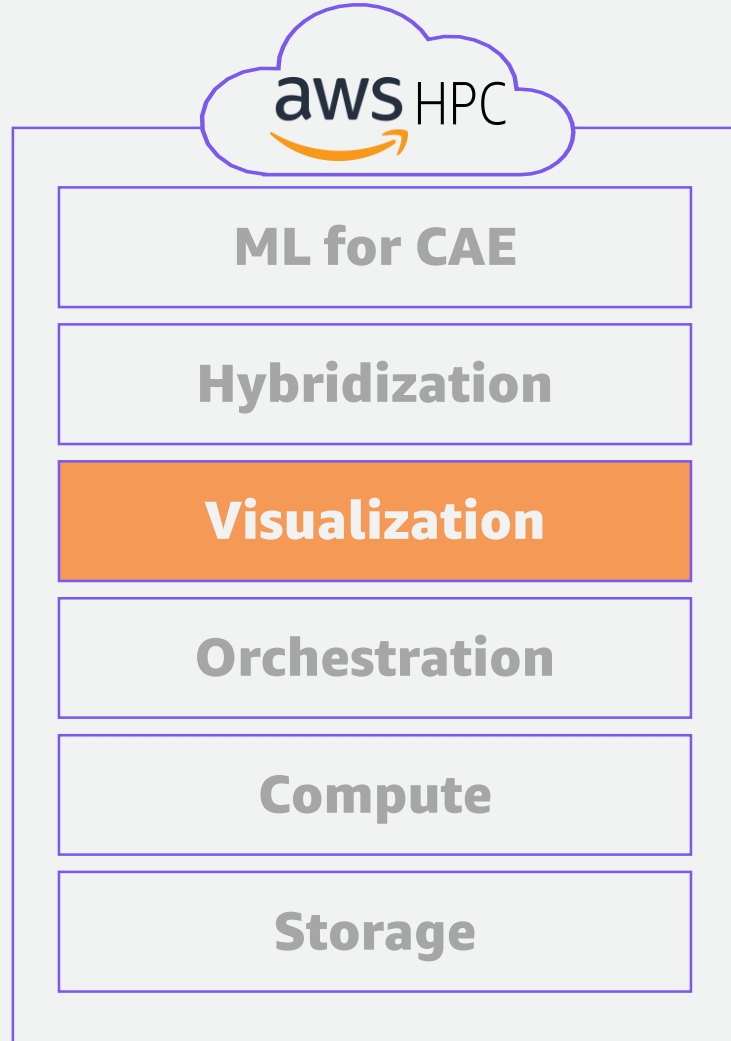 aws HPC
ML for CAE
Hybridization
Visualization
Orchestration
Compute
Storage